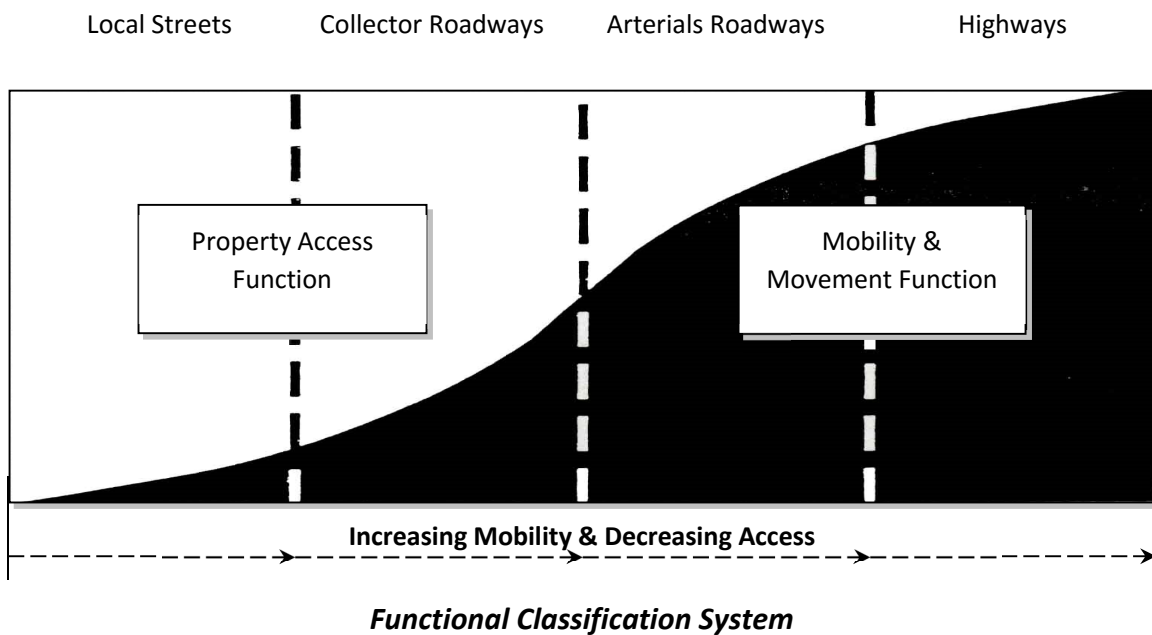 Local Streets Collector Roadways Arterials Roadways Highways
Property Access
Function
Mobility &
Movement Function
Increasing Mobility & Decreasing Access
Functional Classification System